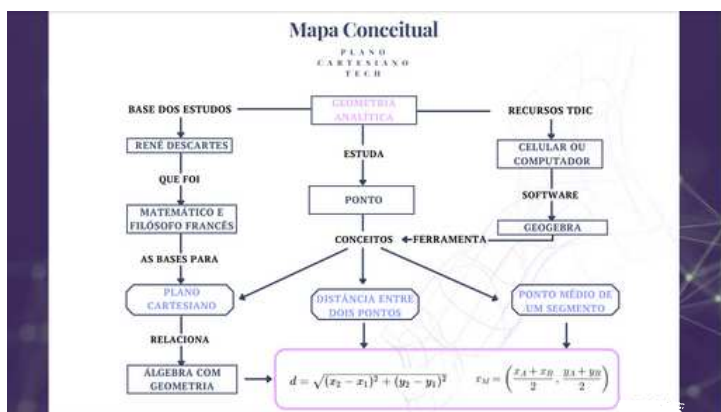 Mapa Conceitual
PLANO
CARTESIANO
TECH
BASE DOS ESTUDOS
GEOMETRIA
ANALÍTICA
RECURSOS TDIC
RENÉ DESCARTES
ESTUDA
CELULAR OU
COMPUTADOR
QUE FOI
PONTO
SOFTWARE
MATEMÁTICO E
FILÓSOFO FRANCÊS
GEOGEBRA
CONCEITOS
FERRAMENTA
AS BASES PARA
PLANO
CARTESIANO
DISTÂNCIA ENTRE
DOIS PONTOS
PONTO MÉDIO DE
UM SEGMENTO
RELACIONA
ÁLGEBRA COM
GEOMETRIA
d = √(x₂ − x₁)² + (y₂ − y₁)²
x_M = ( x_A + x_B / 2 , y_A + y_B / 2 )